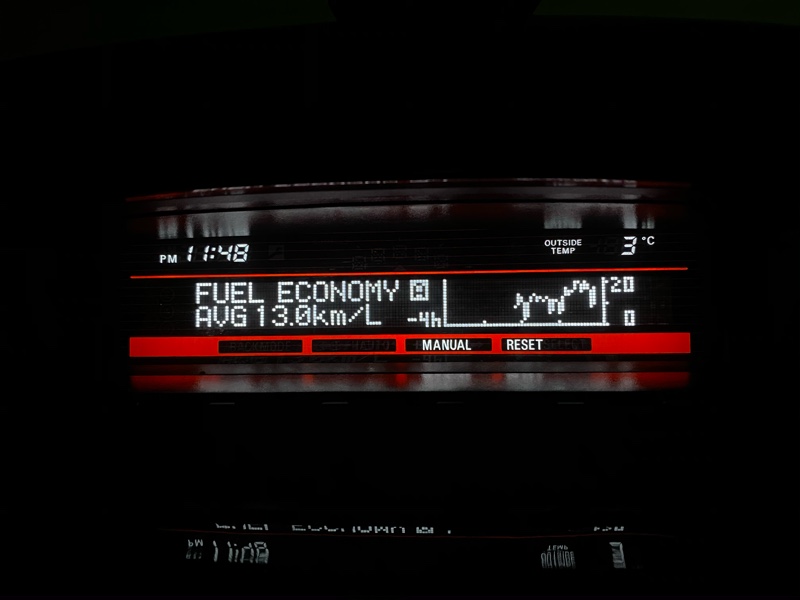 PM 11:48 OUTSIDE TEMP 3°C
FUEL ECONOMY
AVG 13.0km/L
-4h
20
0
MANUAL RESET